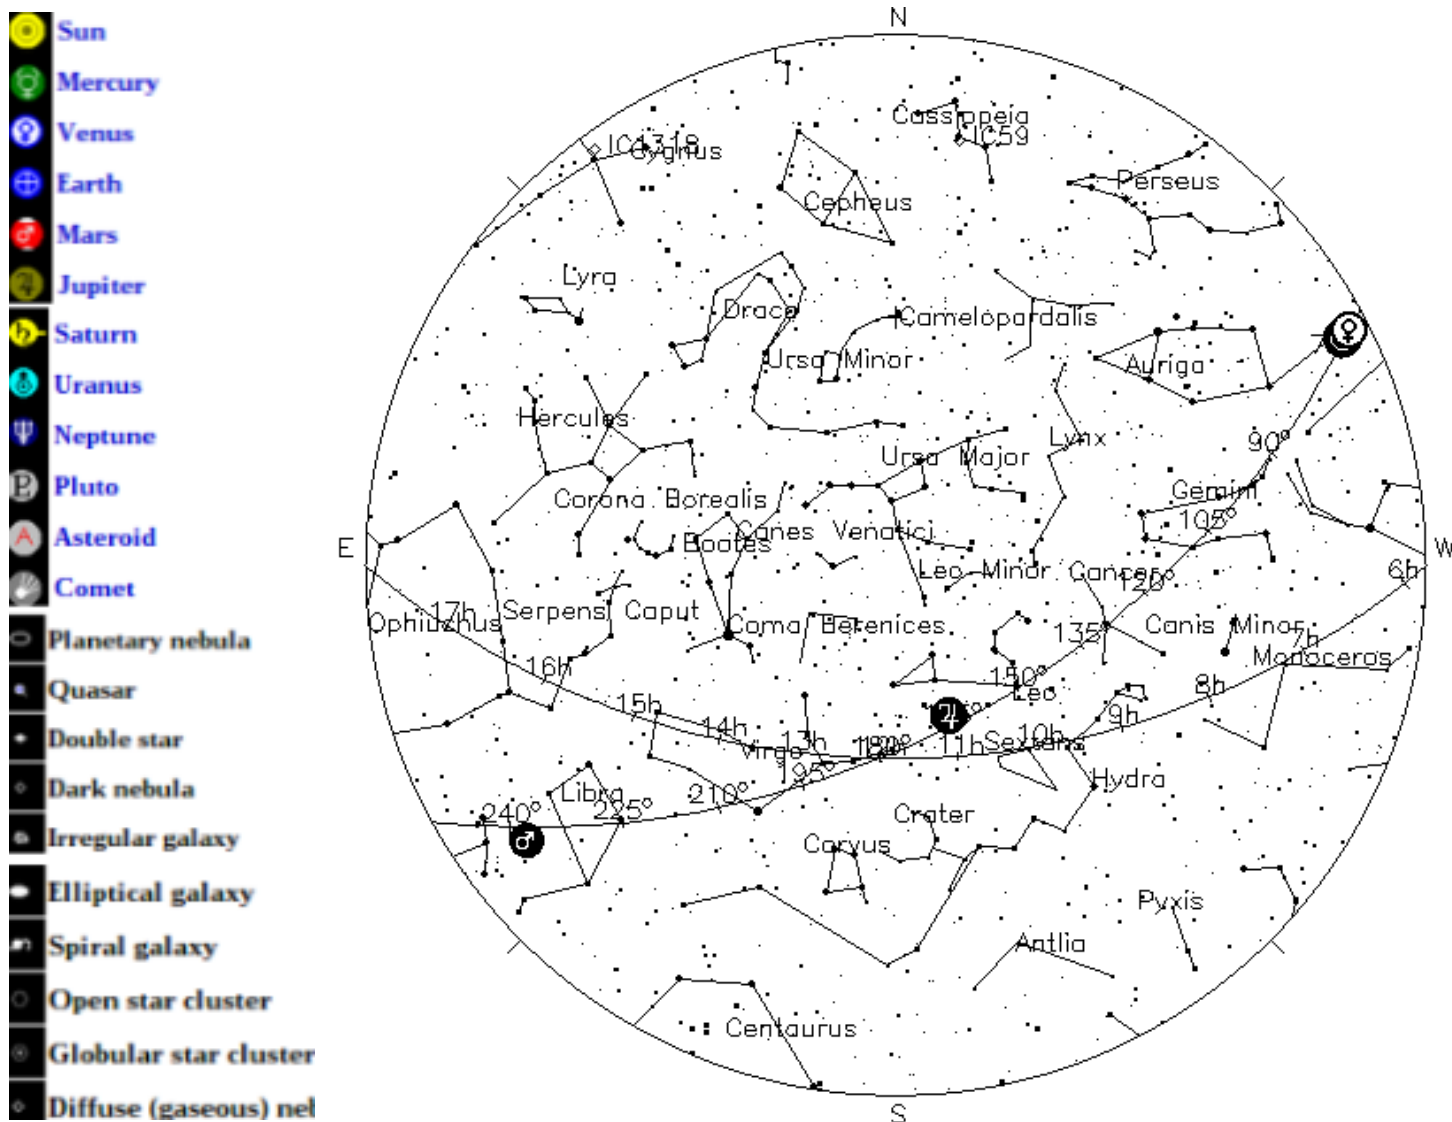 Sun
Mercury
Venus
Earth
Mars
Jupiter
Saturn
Uranus
Neptune
Pluto
Asteroid
Comet
Planetary nebula
Quasar
Double star
Dark nebula
Irregular galaxy
Elliptical galaxy
Spiral galaxy
Open star cluster
Globular star cluster
Diffuse (gaseous) neb
N
Cassiopeia
IC59
IC1318
Cygnus
Perseus
Cepheus
Lyra
Draco
Camelopardalis
Ursa Minor
Auriga
Hercules
Lynx
90°
Ursa Major
Corona Borealis
Gemini
105°
Canes Venatici
Bootes
E
W
Leo Minor
Cancer
120°
6h
17h
Serpens Caput
Ophiuzhus
Coma Berenices
135°
Canis Minor
7h
Monoceros
16h
150°
Leo
8h
15h
14h
13h
Virgo
180°
11h
10h
Sextans
9h
195°
Hydra
210°
Libra
225°
240°
Crater
Corvus
Pyxis
Antlia
Centaurus
S